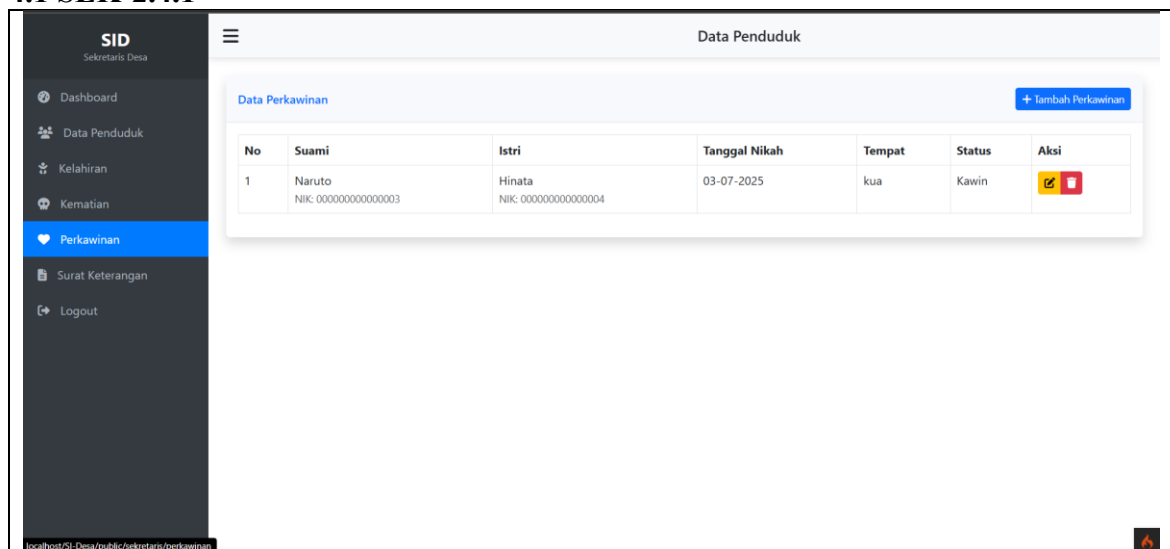 SID
Sekretaris Desa
Data Penduduk
Dashboard
Data Penduduk
Kelahiran
Kematian
Perkawinan
Surat Keterangan
Logout
Data Perkawinan
+ Tambah Perkawinan
No Suami Istri Tanggal Nikah Tempat Status Aksi
1 Naruto Hinata 03-07-2025 kua Kawin
NIK: 000000000000003 NIK: 000000000000004
localhost/SI-Desa/public/sekretaris/perkawinan